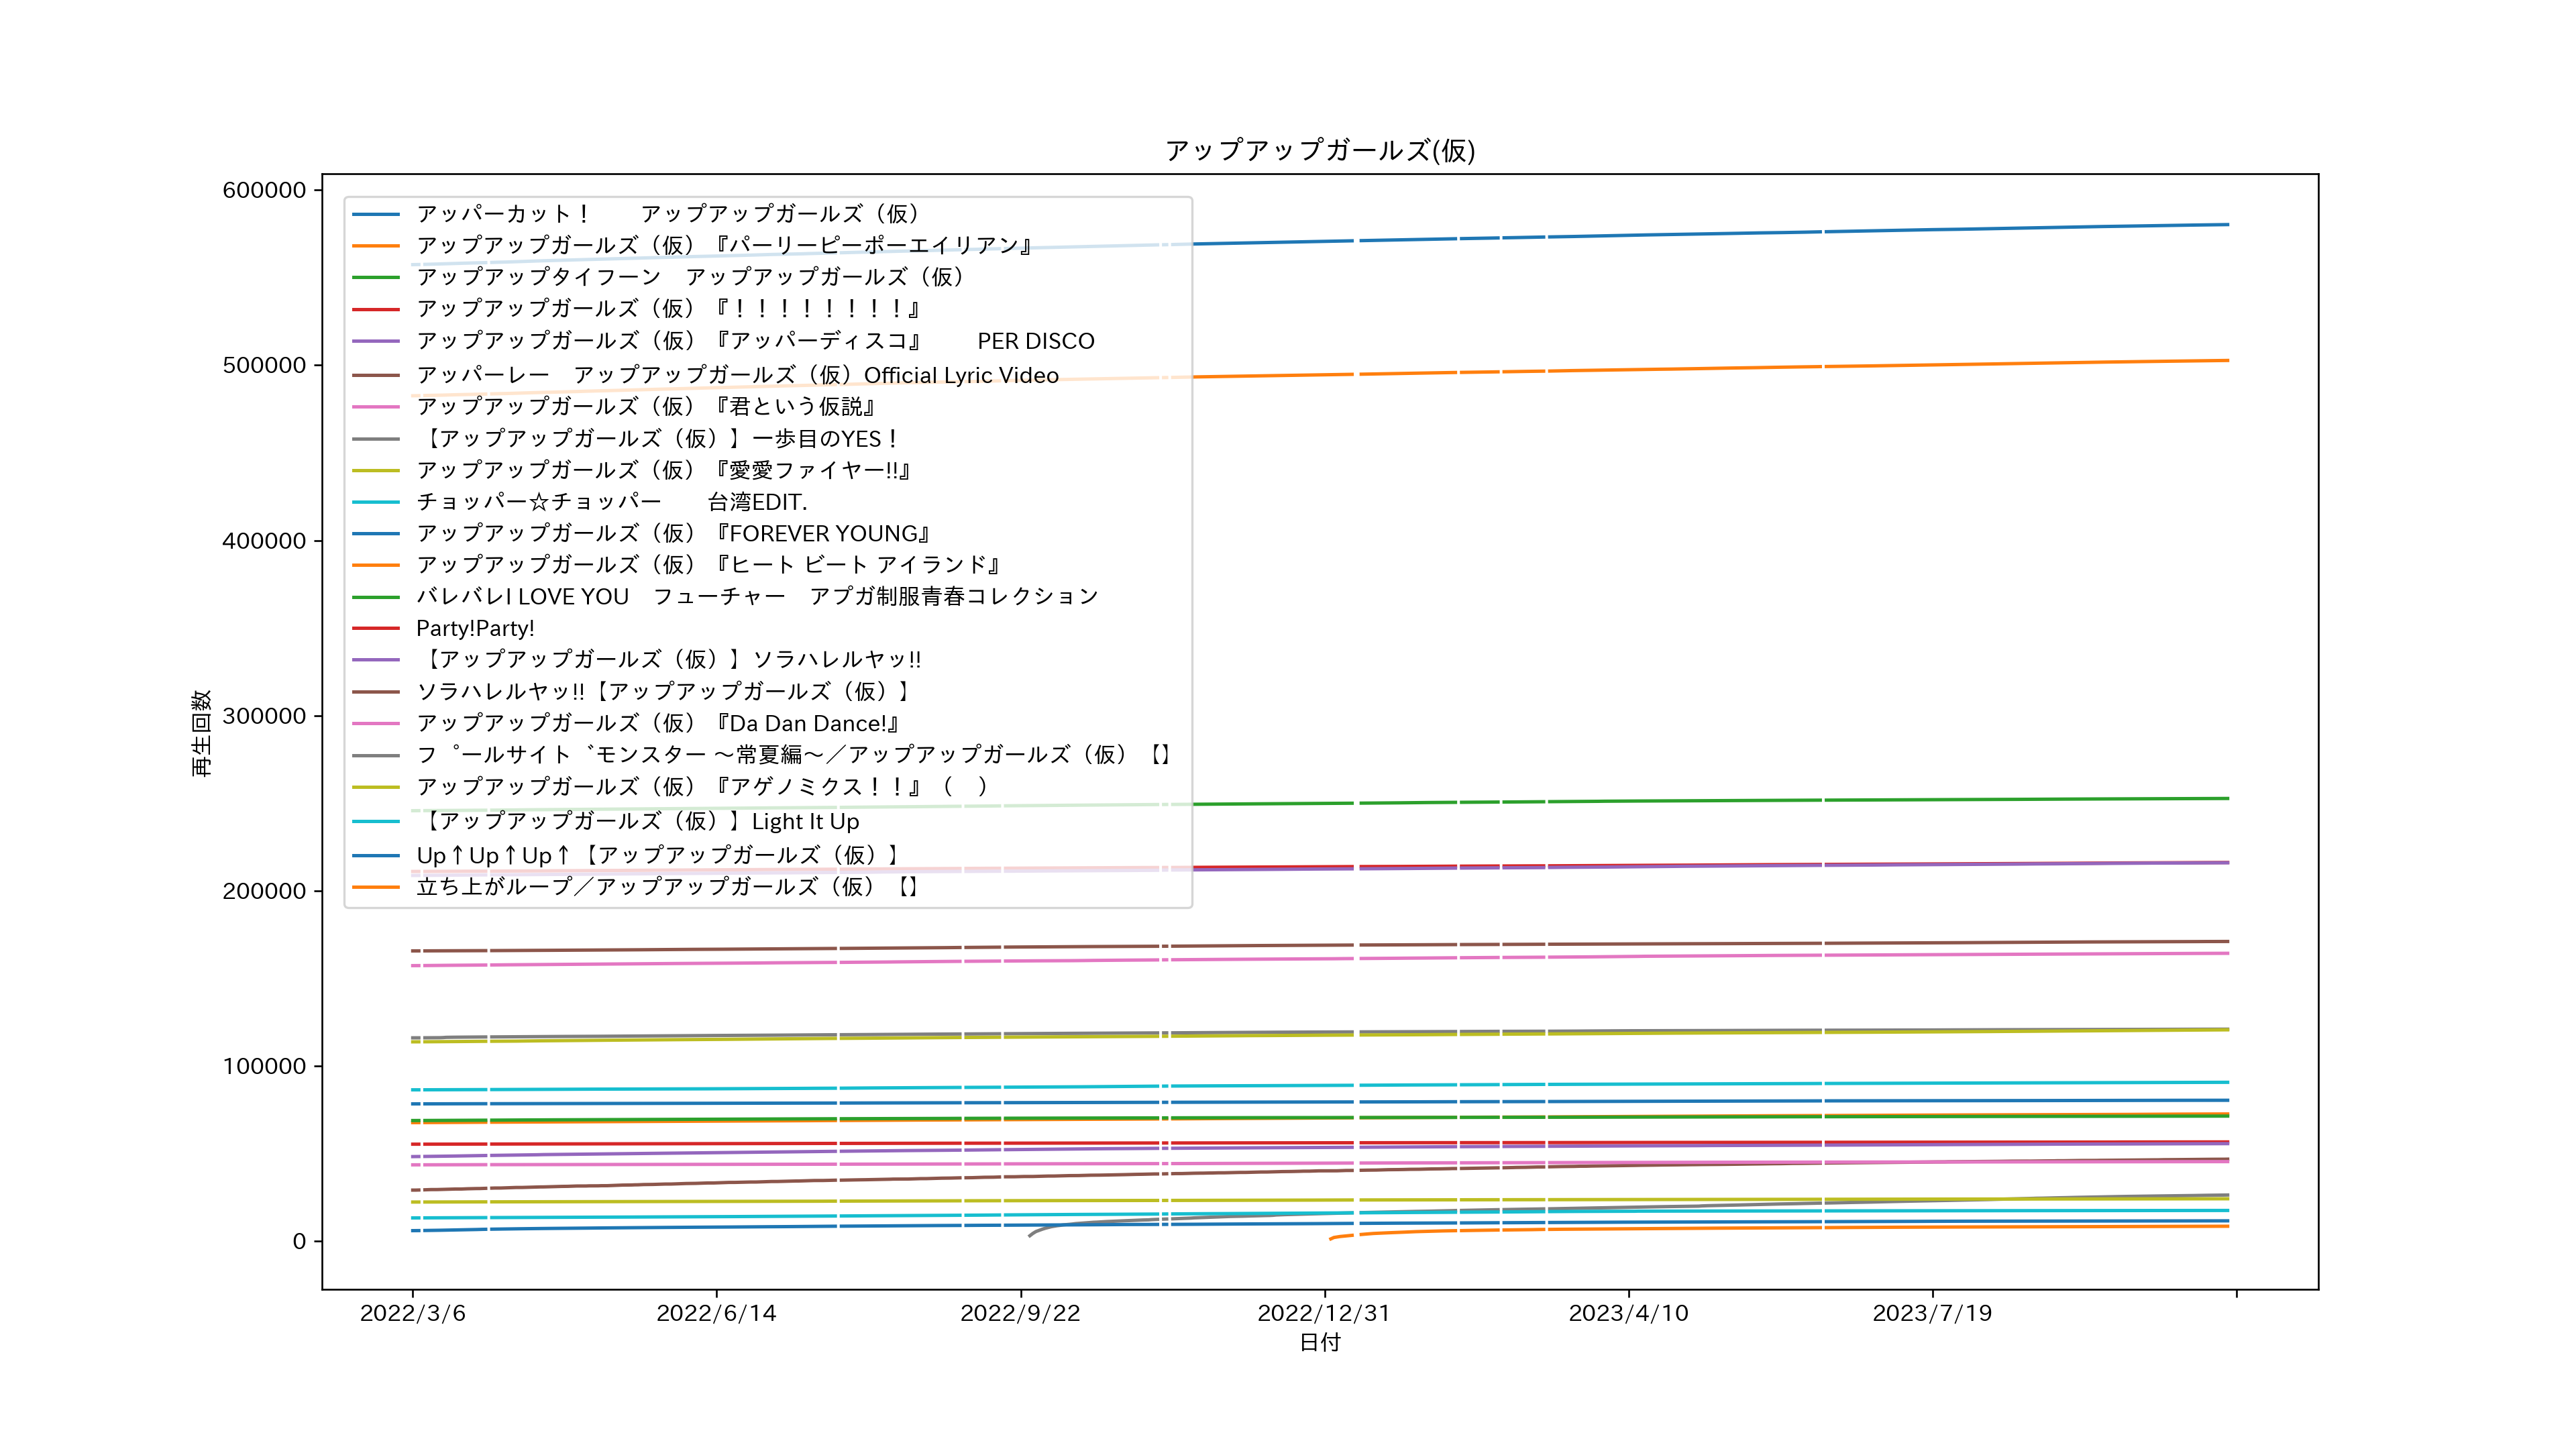 アップアップガールズ(仮)
600000
500000
400000
300000
200000
100000
0
再生回数
アッパーカット！　　アップアップガールズ（仮）
アップアップガールズ（仮）『パーリーピーポーエイリアン』
アップアップタイフーン　アップアップガールズ（仮）
アップアップガールズ（仮）『！！！！！！！！』
アップアップガールズ（仮）『アッパーディスコ』　　PER DISCO
アッパーレー　アップアップガールズ（仮）Official Lyric Video
アップアップガールズ（仮）『君という仮説』
【アップアップガールズ（仮）】一歩目のYES！
アップアップガールズ（仮）『愛愛ファイヤー!!』
チョッパー☆チョッパー　　台湾EDIT.
アップアップガールズ（仮）『FOREVER YOUNG』
アップアップガールズ（仮）『ヒート ビート アイランド』
バレバレI LOVE YOU　フューチャー　アプガ制服青春コレクション
Party!Party!
【アップアップガールズ（仮）】ソラハレルヤッ!!
ソラハレルヤッ!!【アップアップガールズ（仮）】
アップアップガールズ（仮）『Da Dan Dance!』
フ゜ールサイト゛モンスター ～常夏編～／アップアップガールズ（仮）【】
アップアップガールズ（仮）『アゲノミクス！！』（　）
【アップアップガールズ（仮）】Light It Up
Up↑Up↑Up↑【アップアップガールズ（仮）】
立ち上がループ／アップアップガールズ（仮）【】
2022/3/6
2022/6/14
2022/9/22
2022/12/31
2023/4/10
2023/7/19
日付